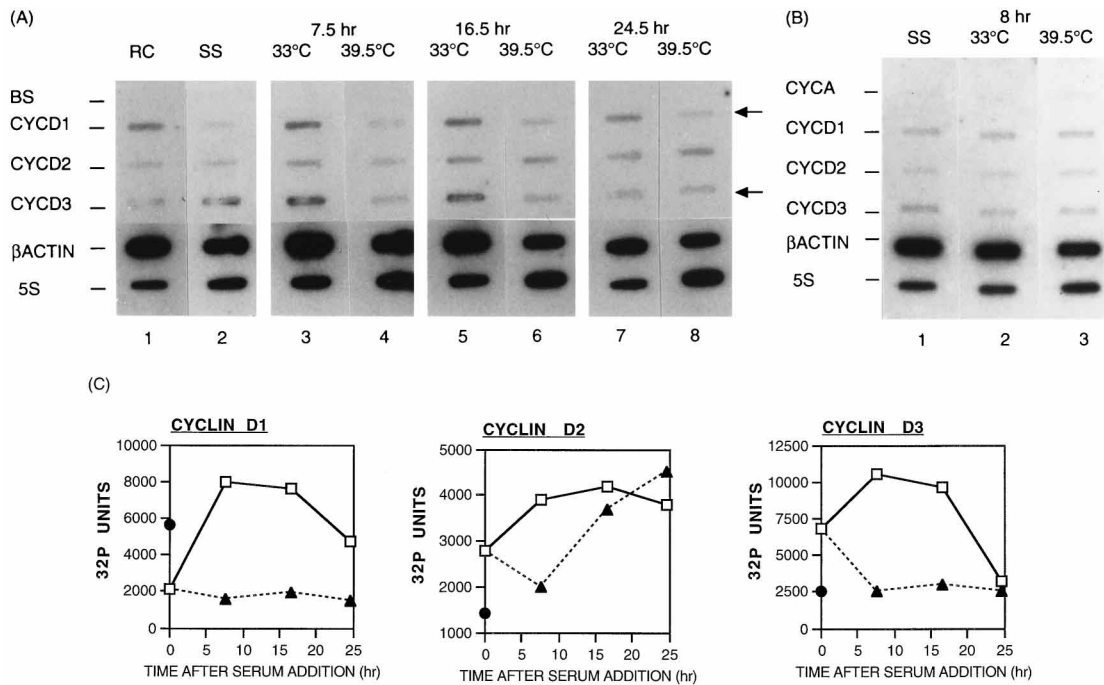 (A)
7.5 hr 16.5 hr 24.5 hr
RC SS 33°C 39.5°C 33°C 39.5°C 33°C 39.5°C
BS
CYCD1
CYCD2
CYCD3
βACTIN
5S
1 2 3 4 5 6 7 8
(B)
8 hr
SS 33°C 39.5°C
CYCA
CYCD1
CYCD2
CYCD3
βACTIN
5S
1 2 3
(C)
CYCLIN D1
32P UNITS
10000
8000
6000
4000
2000
0
0 5 10 15 20 25
TIME AFTER SERUM ADDITION (hr)
CYCLIN D2
32P UNITS
5000
4000
3000
2000
1000
0 5 10 15 20 25
TIME AFTER SERUM ADDITION (hr)
CYCLIN D3
32P UNITS
12500
10000
7500
5000
2500
0
0 5 10 15 20 25
TIME AFTER SERUM ADDITION (hr)